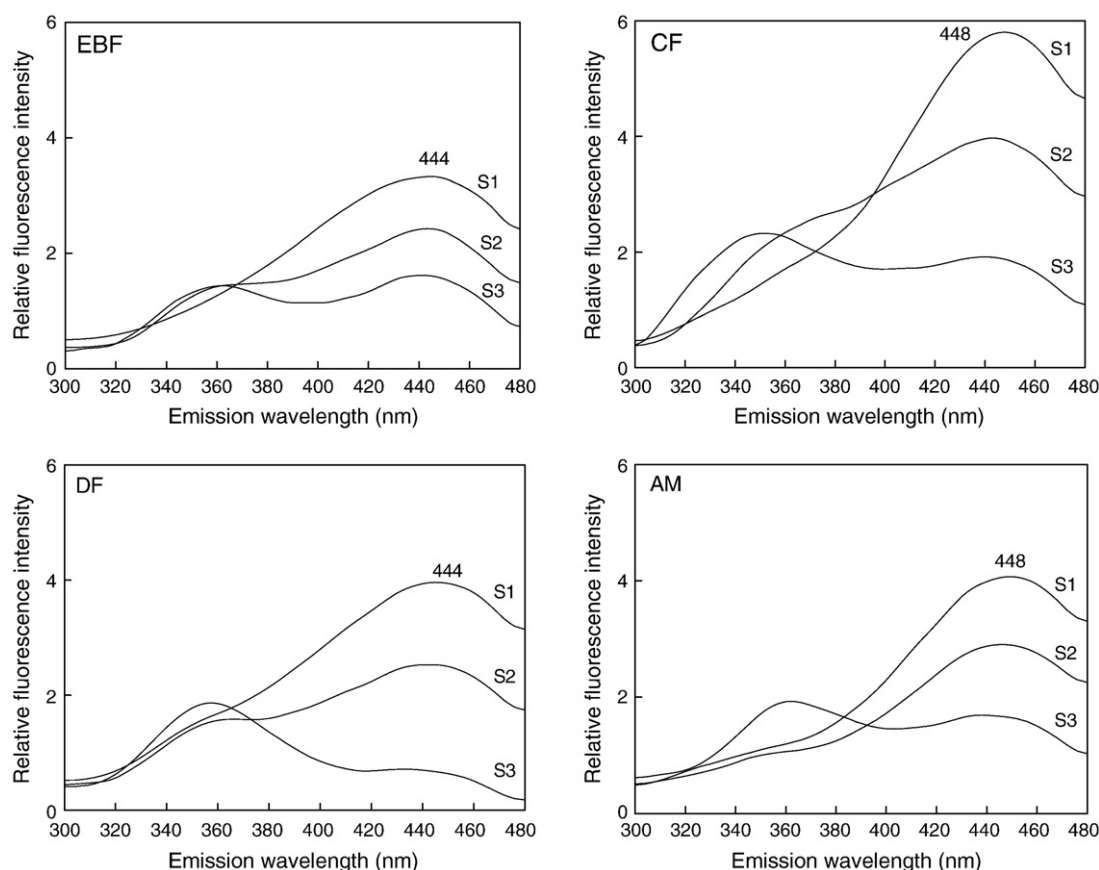 EBF
444
S1
S2
S3
Relative fluorescence intensity
6
4
2
0
300 320 340 360 380 400 420 440 460 480
Emission wavelength (nm)
CF
448
S1
S2
S3
Relative fluorescence intensity
6
4
2
0
300 320 340 360 380 400 420 440 460 480
Emission wavelength (nm)
DF
444
S1
S2
S3
Relative fluorescence intensity
6
4
2
0
300 320 340 360 380 400 420 440 460 480
Emission wavelength (nm)
AM
448
S1
S2
S3
Relative fluorescence intensity
6
4
2
0
300 320 340 360 380 400 420 440 460 480
Emission wavelength (nm)